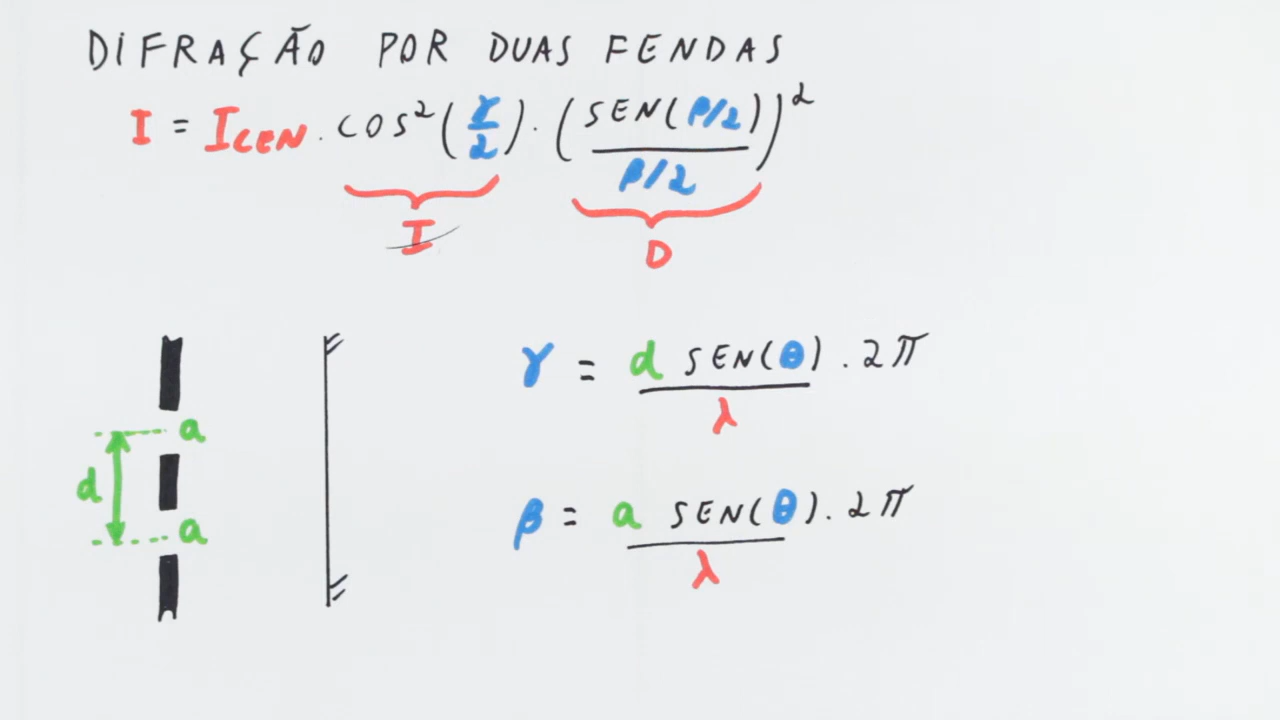 DIFRAÇÃO POR DUAS FENDAS
I = ICEN . COS²(γ/2) . (SEN(β/2) / β/2)²
I D
γ = d SEN(θ) . 2π / λ
a
d
a
β = a SEN(θ) . 2π / λ